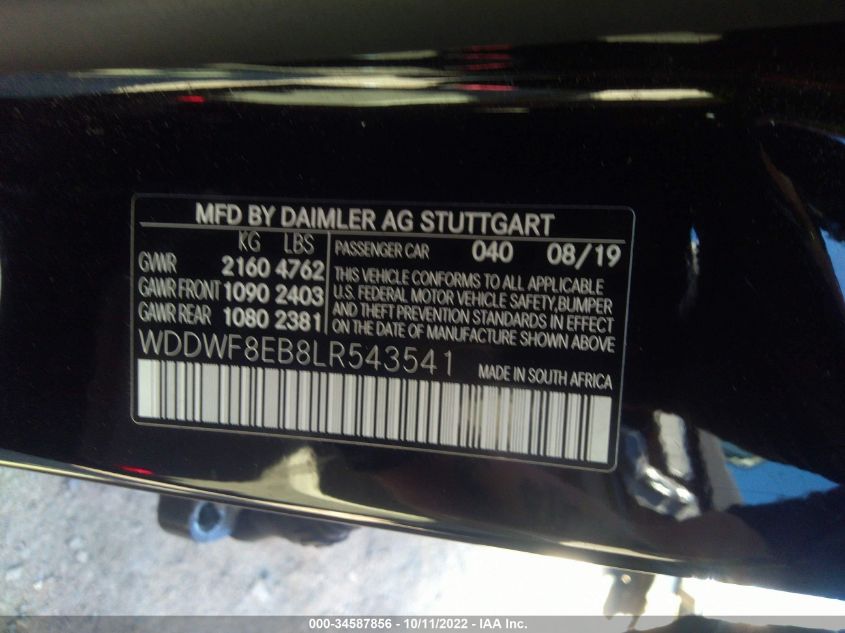 MFD BY DAIMLER AG STUTTGART
KG LBS
GVWR 2160 4762
GAWR FRONT 1090 2403
GAWR REAR 1080 2381
PASSENGER CAR 040 08/19
THIS VEHICLE CONFORMS TO ALL APPLICABLE
U.S. FEDERAL MOTOR VEHICLE SAFETY, BUMPER
AND THEFT PREVENTION STANDARDS IN EFFECT
ON THE DATE OF MANUFACTURE SHOWN ABOVE
WDDWF8EB8LR543541
MADE IN SOUTH AFRICA
000-34587856 - 10/11/2022 - IAA Inc.